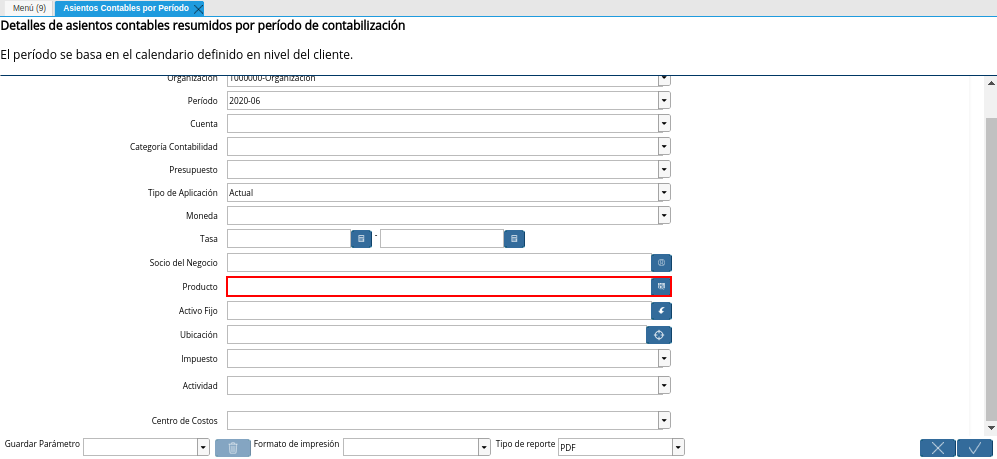 Menú (9)
Asientos Contables por Período
Detalles de asientos contables resumidos por período de contabilización
El período se basa en el calendario definido en nivel del cliente.
Organización 1000000-Organización
Período 2020-06
Cuenta
Categoría Contabilidad
Presupuesto
Tipo de Aplicación Actual
Moneda
Tasa -
Socio del Negocio
Producto
Activo Fijo
Ubicación
Impuesto
Actividad
Centro de Costos
Guardar Parámetro Formato de impresión Tipo de reporte PDF